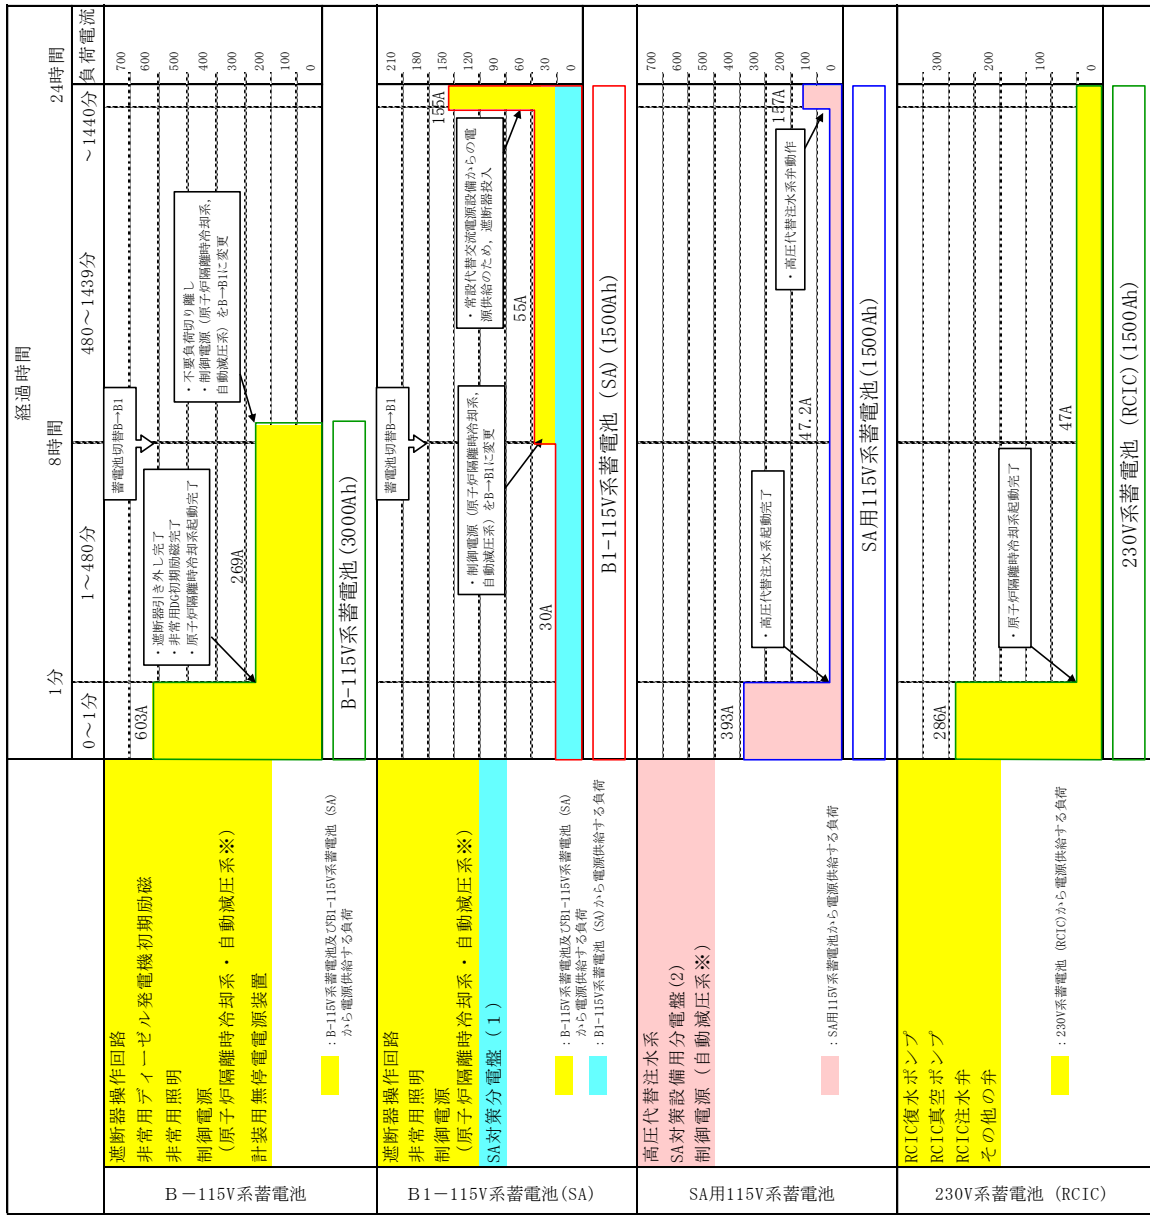 経過時間
1分
8時間
24時間
0～1分
1～480分
480～1439分
～1440分
負荷電流
B－115V系蓄電池
遮断器操作回路
非常用ディーゼル発電機初期励磁
非常用照明
制御電源
(原子炉隔離時冷却系・自動減圧系※)
計装用無停電電源装置
：B-115V系蓄電池及びB1-115V系蓄電池(SA)
から電源供給する負荷
603A
269A
・遮断器引き外し完了
・非常用DG初期励磁完了
・原子炉隔離時冷却系起動完了
蓄電池切替B→B1
・不要負荷切り離し
・制御電源(原子炉隔離時冷却系,
自動減圧系)をB→B1に変更
700
600
500
400
300
200
100
0
B-115V系蓄電池(3000Ah)
B1－115V系蓄電池(SA)
遮断器操作回路
非常用照明
制御電源
(原子炉隔離時冷却系・自動減圧系※)
SA対策分電盤(1)
：B-115V系蓄電池及びB1-115V系蓄電池(SA)
から電源供給する負荷
：B1-115V系蓄電池(SA)から電源供給する負荷
30A
蓄電池切替B→B1
・制御電源(原子炉隔離時冷却系,
自動減圧系)をB→B1に変更
55A
・常設代替交流電源設備からの電
源供給のため, 遮断器投入
155A
210
180
150
120
90
60
30
0
B1-115V系蓄電池(SA)(1500Ah)
SA用115V系蓄電池
高圧代替注水系
SA対策設備用分電盤(2)
制御電源(自動減圧系※)
：SA用115V系蓄電池から電源供給する負荷
393A
・高圧代替注水系起動完了
47.2A
・高圧代替注水系弁動作
157A
700
600
500
400
300
200
100
0
SA用115V系蓄電池(1500Ah)
230V系蓄電池(RCIC)
RCIC復水ポンプ
RCIC真空ポンプ
RCIC注水弁
その他の弁
：230V系蓄電池(RCIC)から電源供給する負荷
286A
・原子炉隔離時冷却系起動完了
47A
300
200
100
0
230V系蓄電池(RCIC)(1500Ah)